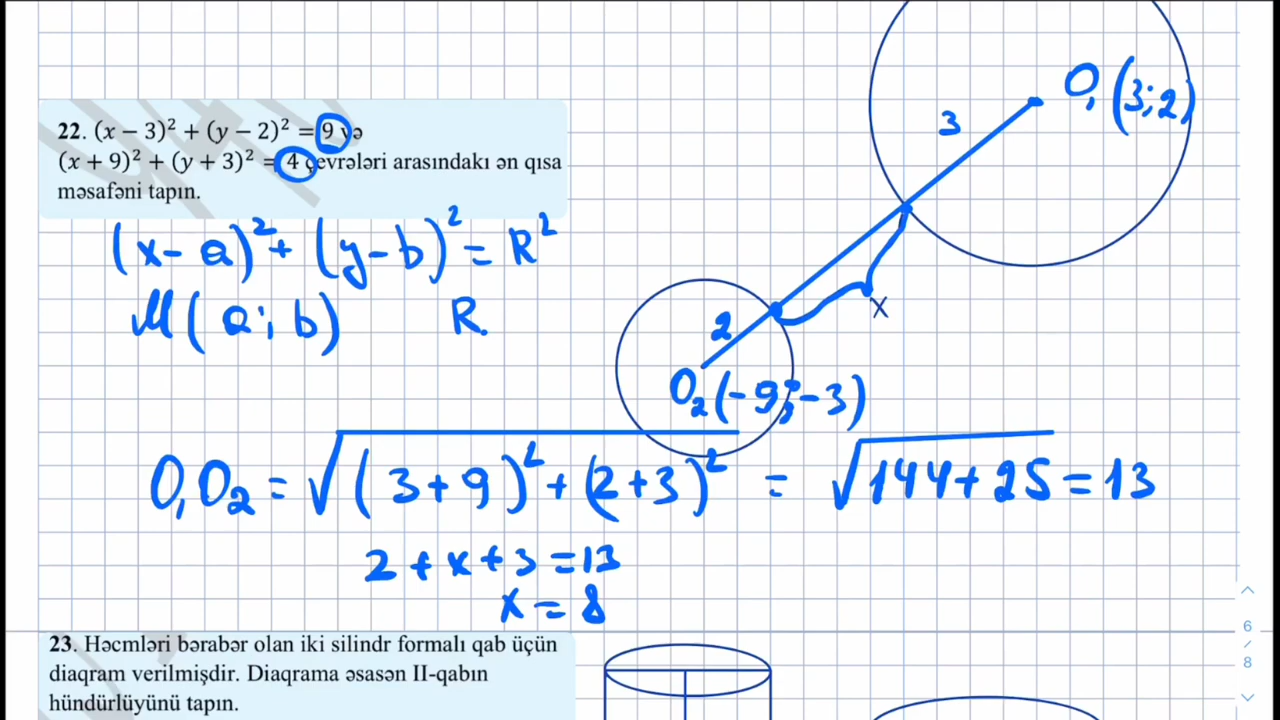 22. (x − 3)² + (y − 2)² = 9 və
(x + 9)² + (y + 3)² = 4 çevrələri arasındakı ən qısa
məsafəni tapın.
3
O₁(3;2)
(x-a)²+(y-b)²=R²
M(a;b) R.
x
2
O₂(-9;-3)
O₁O₂=√(3+9)²+(2+3)² = √144+25=13
2+x+3=13
x=8
23. Həcmləri bərabər olan iki silindr formalı qab üçün
diaqram verilmişdir. Diaqrama əsasən II-qabın
hündürlüyünü tapın.
6
/
8